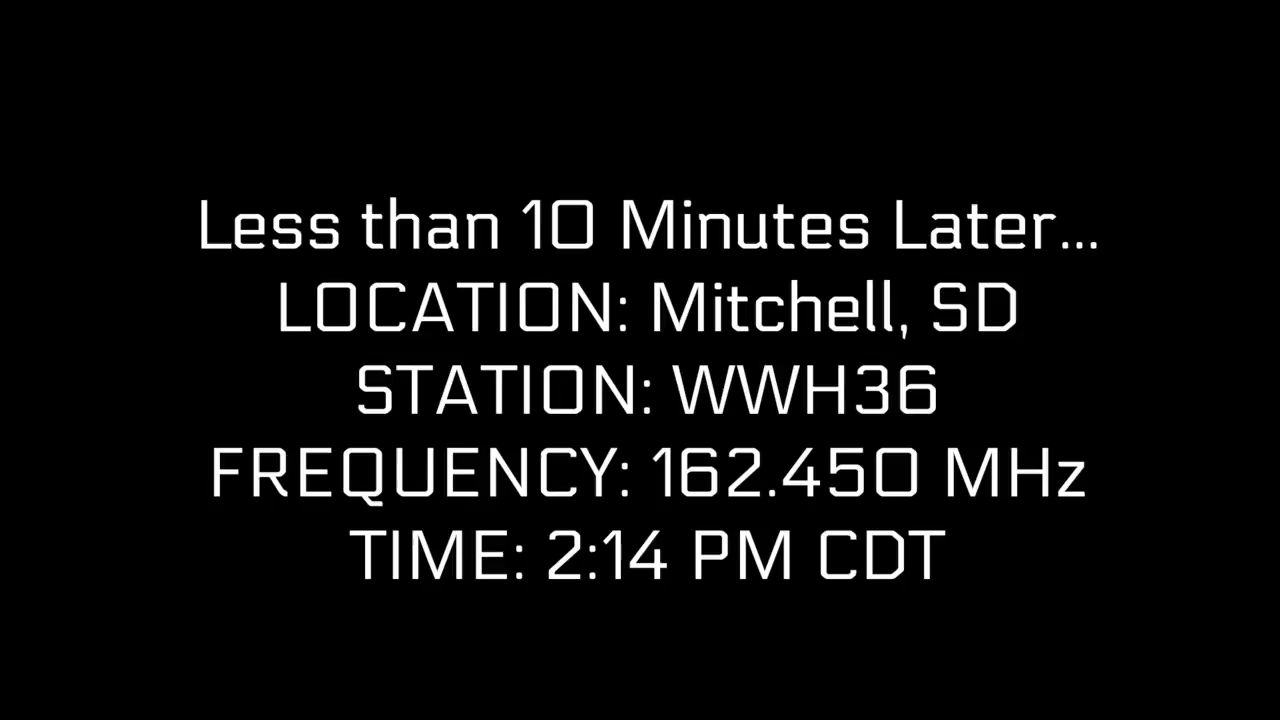 Less than 10 Minutes Later...
LOCATION: Mitchell, SD
STATION: WWH36
FREQUENCY: 162.450 MHz
TIME: 2:14 PM CDT